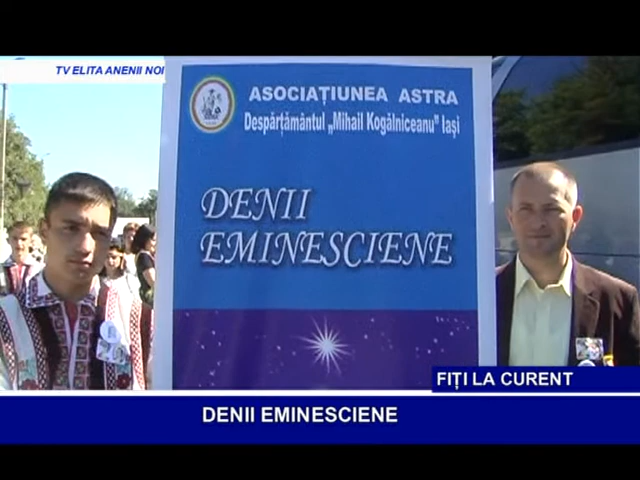 TV ELITA ANENII NOI
ASOCIAȚIUNEA ASTRA
Despărțământul „Mihail Kogălniceanu” Iași
DENII
EMINESCIENE
FIȚI LA CURENT
DENII EMINESCIENE